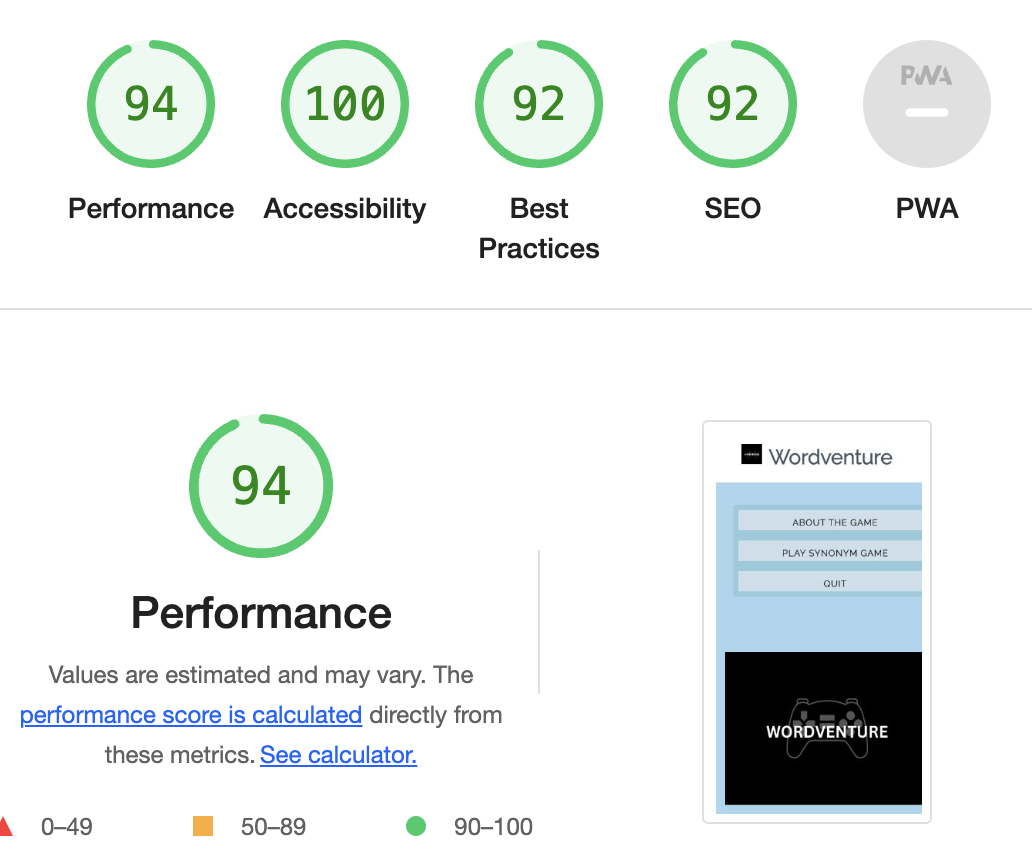 94
100
92
92
PWA
Performance
Accessibility
Best
Practices
SEO
PWA
94
Performance
Values are estimated and may vary. The
performance score is calculated directly from
these metrics. See calculator.
0–49
50–89
90–100
Wordventure
ABOUT THE GAME
PLAY SYNONYM GAME
QUIT
WORDVENTURE